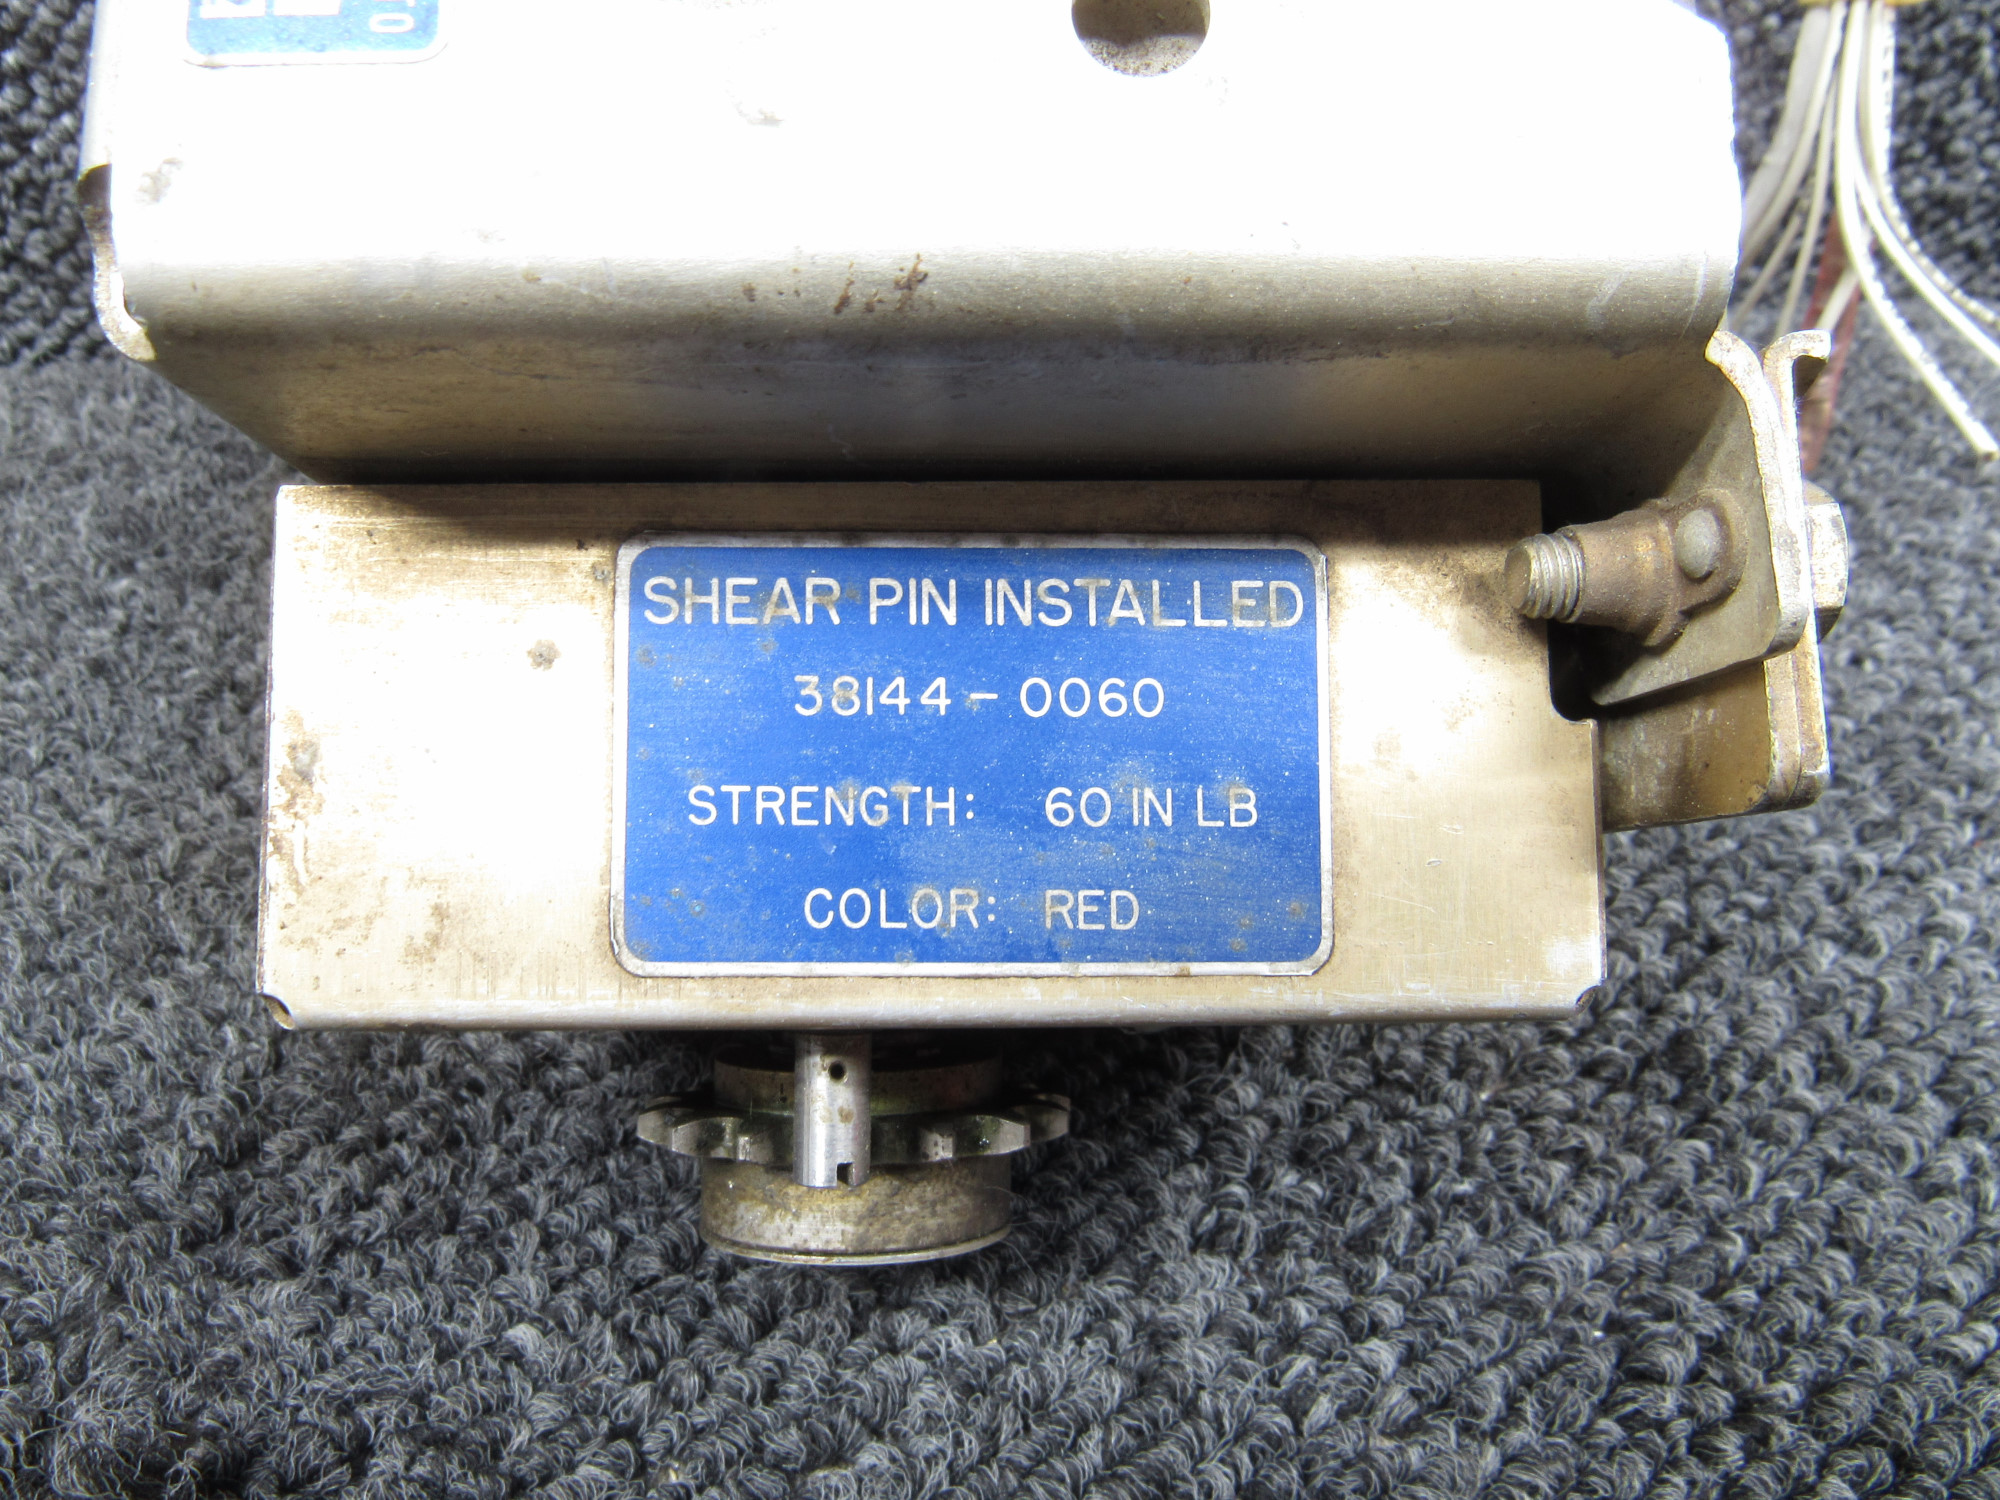 SHEAR PIN INSTALLED
38144-0060
STRENGTH: 60 IN LB
COLOR: RED